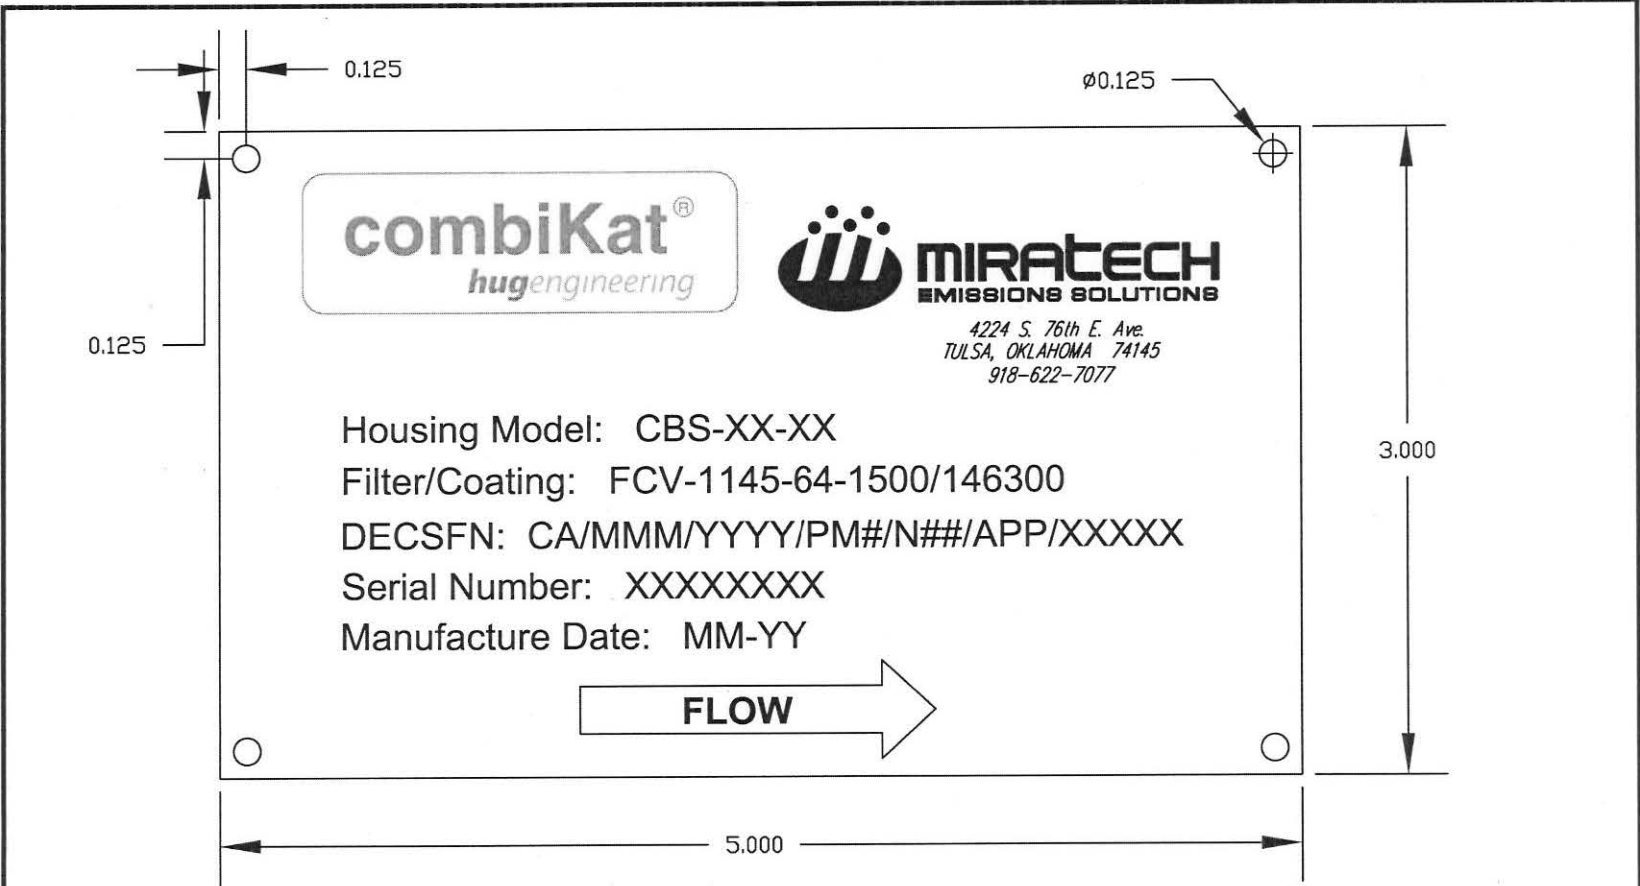 0.125
ø0.125
combiKat®
hugengineering
MIRATECH
EMISSIONS SOLUTIONS
4224 S. 76th E. Ave.
TULSA, OKLAHOMA 74145
918-622-7077
0.125
Housing Model: CBS-XX-XX
Filter/Coating: FCV-1145-64-1500/146300
DECSFN: CA/MMM/YYYY/PM#/N##/APP/XXXXX
Serial Number: XXXXXXXX
Manufacture Date: MM-YY
FLOW
3.000
5.000